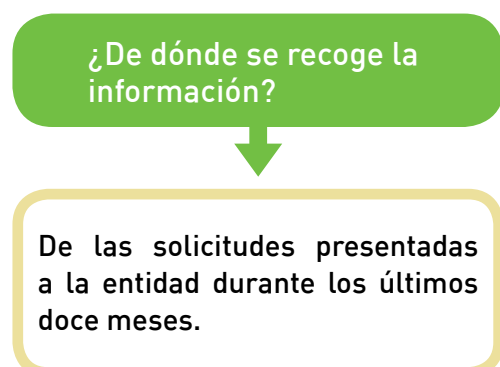 ¿De dónde se recoge la
información?
De las solicitudes presentadas
a la entidad durante los últimos
doce meses.